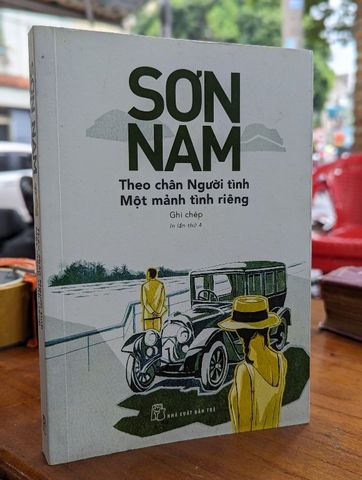 SƠN
NAM
Theo chân Người tình
Một mảnh tình riêng
Ghi chép
In lần thứ 4
NHÀ XUẤT BẢN TRẺ